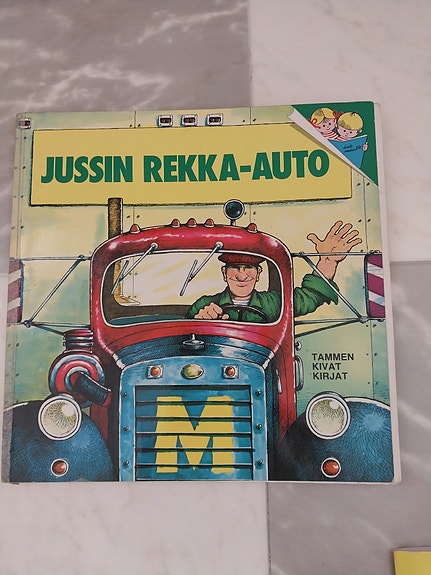 JUSSIN REKKA-AUTO
TAMMEN
KIVAT
KIRJAT
M